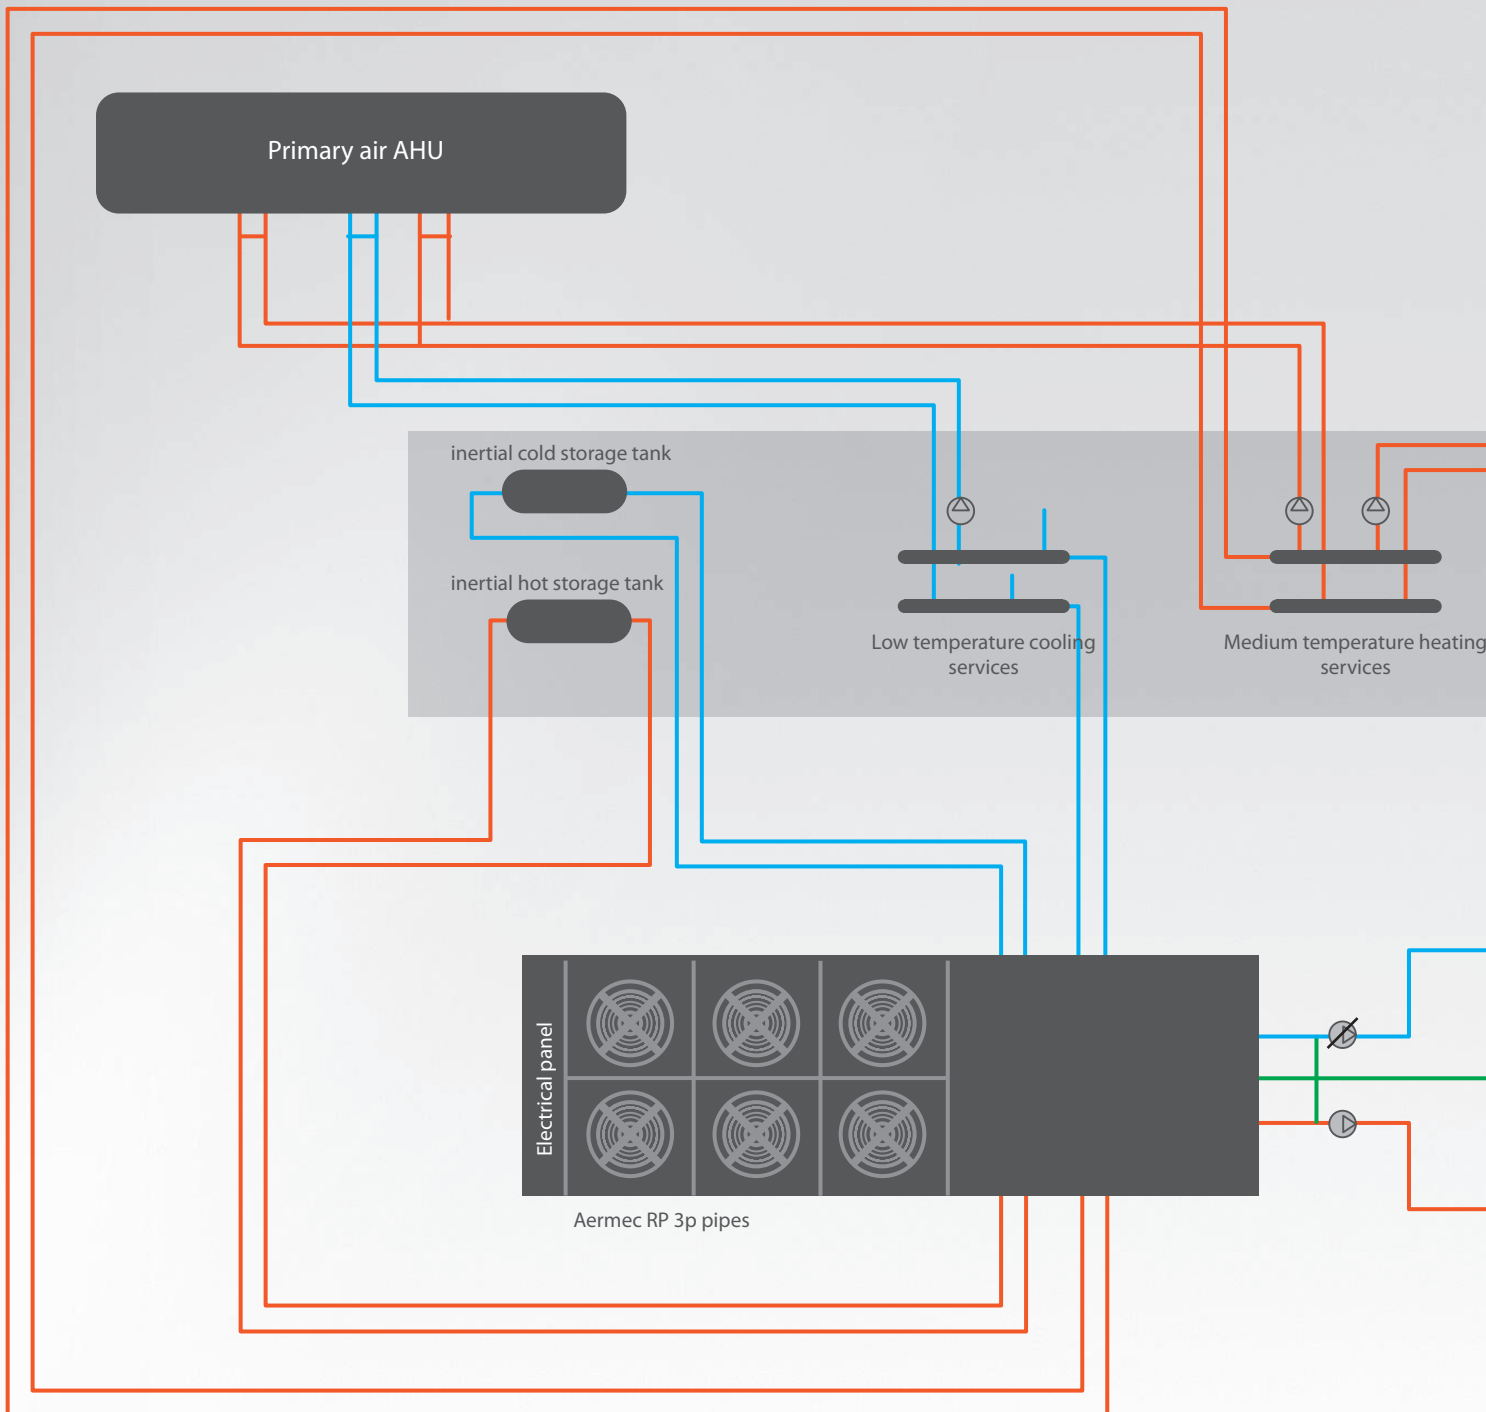 Primary air AHU
inertial cold storage tank
inertial hot storage tank
Low temperature cooling
services
Medium temperature heating
services
Electrical panel
Aermec RP 3p pipes